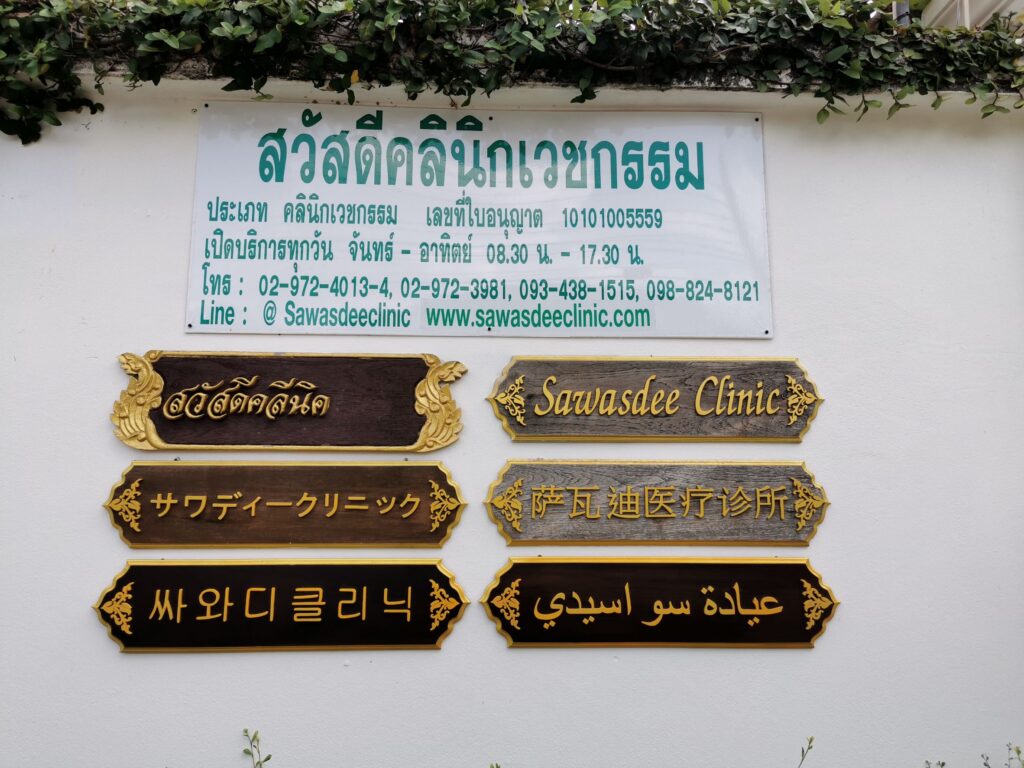 สวัสดีคลินิกเวชกรรม
ประเภท คลินิกเวชกรรม เลขที่ใบอนุญาต 10101005559
เปิดบริการทุกวัน จันทร์ - อาทิตย์ 08.30 น. - 17.30 น.
โทร : 02-972-4013-4, 02-972-3981, 093-438-1515, 098-824-8121
Line : @ Sawasdeeclinic www.sawasdeeclinic.com
สวัสดีคลีนิค
Sawasdee Clinic
サワディークリニック
萨瓦迪医疗诊所
싸와디클리닉
عيادة سو اسيدي